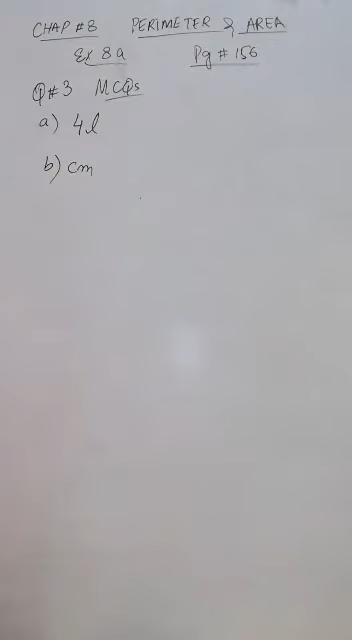 CHAP #8 PERIMETER & AREA
Ex 8a Pg # 156
Q#3 MCQs
a) 4l
b) cm